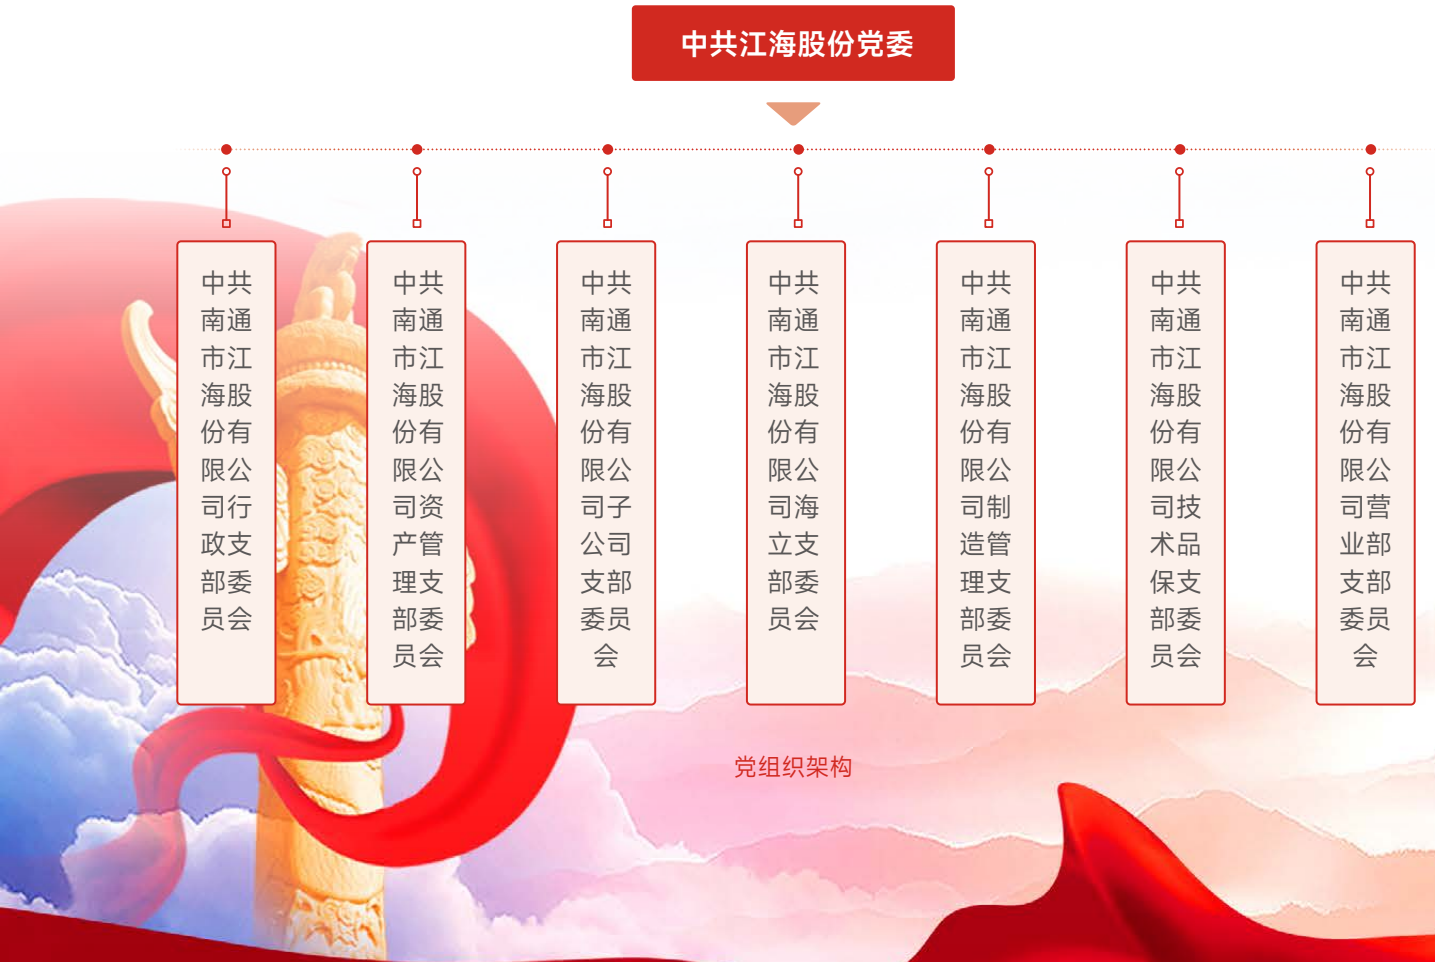 中共江海股份党委
中共
南通
市江
海股
份有
限公
司行
政支
部委
员会
中共
南通
市江
海股
份有
限公
司资
产管
理支
部委
员会
中共
南通
市江
海股
份有
限公
司子
公司
支部
委员
会
中共
南通
市江
海股
份有
限公
司海
立支
部委
员会
中共
南通
市江
海股
份有
限公
司制
造管
理支
部委
员会
中共
南通
市江
海股
份有
限公
司技
术品
保支
部委
员会
中共
南通
市江
海股
份有
限公
司营
业部
支部
委员
会
党组织架构